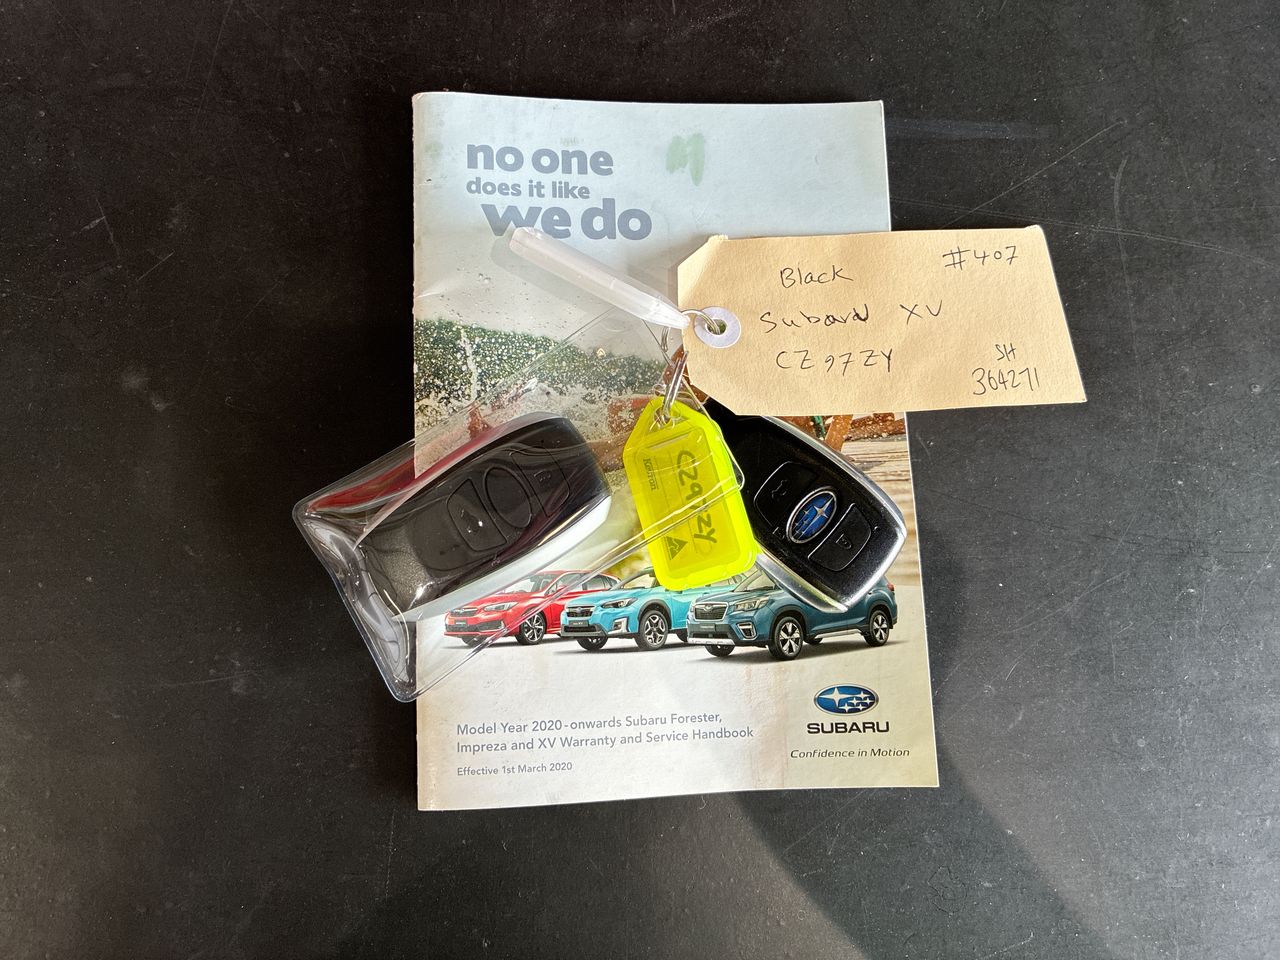 no one
does it like
we do
Black
#407
Subaru XV
CZ97ZY
SH
364271
CZ97ZY
Model Year 2020-onwards Subaru Forester,
Impreza and XV Warranty and Service Handbook
Effective 1st March 2020
SUBARU
Confidence in Motion